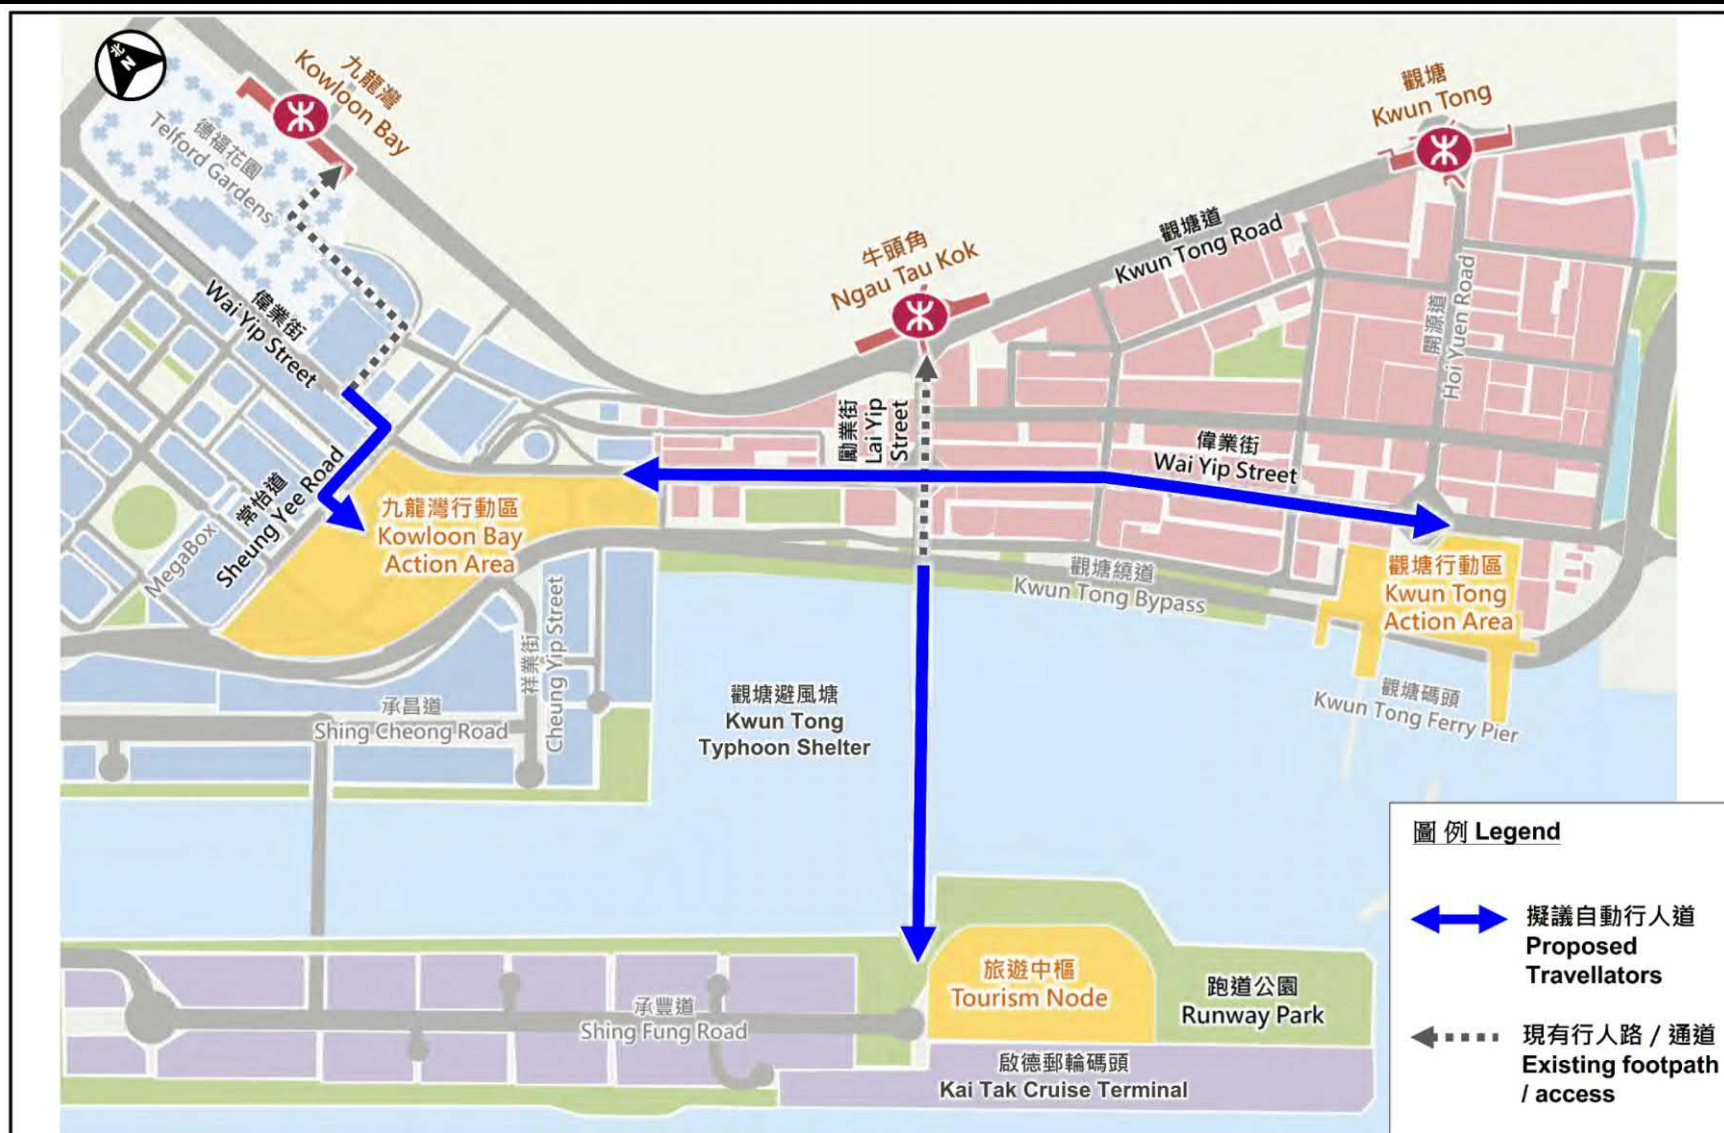 北
N
九龍灣
Kowloon Bay
德福花園
Telford Gardens
觀塘
Kwun Tong
牛頭角
Ngau Tau Kok
觀塘道
Kwun Tong Road
偉業街
Wai Yip Street
開源道
Hoi Yuen Road
勵業街
Lai Yip
Street
偉業街
Wai Yip Street
常怡道
Sheung Yee Road
MegaBox
九龍灣行動區
Kowloon Bay
Action Area
觀塘繞道
Kwun Tong Bypass
觀塘行動區
Kwun Tong
Action Area
祥業街
Cheung Yip Street
承昌道
Shing Cheong Road
觀塘避風塘
Kwun Tong
Typhoon Shelter
觀塘碼頭
Kwun Tong Ferry Pier
旅遊中樞
Tourism Node
跑道公園
Runway Park
承豐道
Shing Fung Road
啟德郵輪碼頭
Kai Tak Cruise Terminal
圖 例 Legend
擬議自動行人道
Proposed
Travellators
現有行人路 / 通道
Existing footpath
/ access